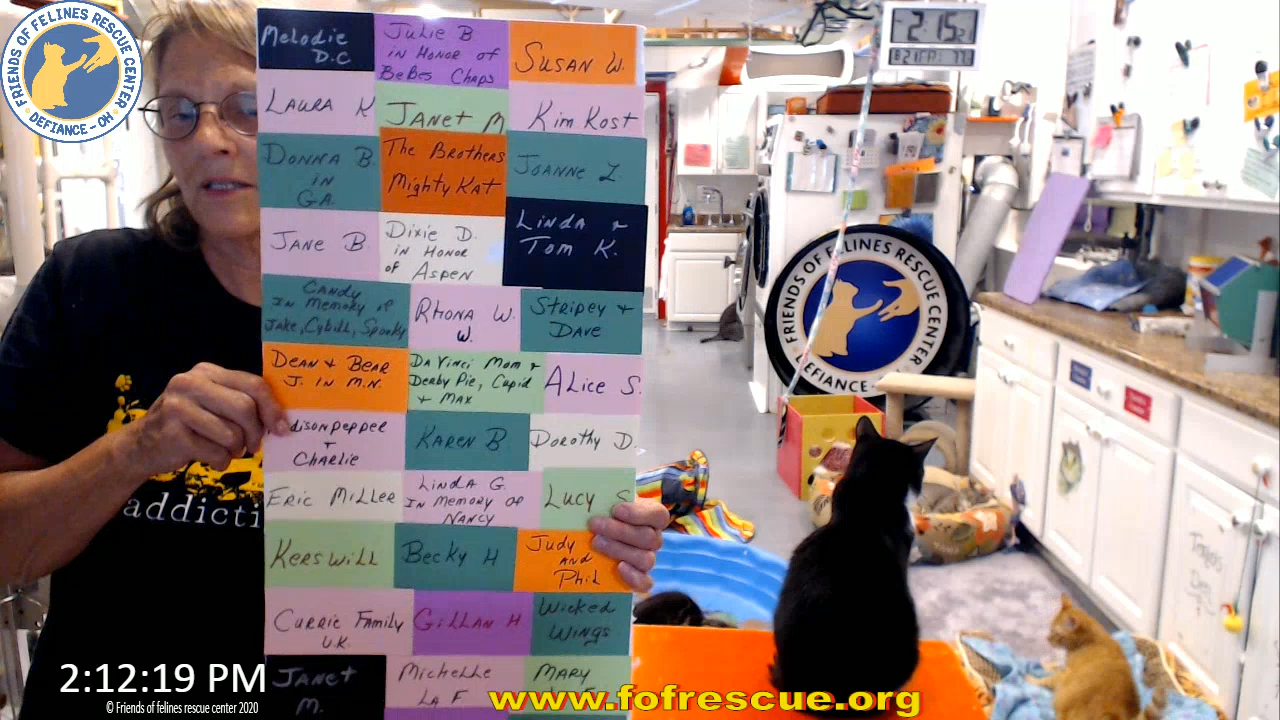 FRIENDS OF FELINES RESCUE CENTER
DEFIANCE - OH
Melodie
D.C
Julie B
in Honor of
BeBes Chaps
Susan W.
Laura K
Janet M
Kim Kost
Donna B.
in
GA.
The Brothers
Mighty Kat
Joanne Z.
Jane B
Dixie D.
in Honor
of Aspen
Linda +
Tom K.
Candy
In Memory of
Jake, Cybill, Spooky
Rhona W.
W.
Stripey +
Dave
Dean + Bear
J. in M.N.
DaVinci Mom +
Derby Pie, Cupid
+ Max
Alice S.
+
Charlie
Karen B
Dorothy D.
Eric Miller
Linda G.
In Memory of
Nancy
Lucy S
Kerswill
Becky H
Judy
and
Phil
Currie Family
U.K.
Gillan H
Wicked
Wings
Janet
M.
Michelle
La F
Mary
addicti
2:15
FRIENDS OF FELINES RESCUE CENTER
DEFIANCE
2:12:19 PM
© Friends of felines rescue center 2020
www.fofrescue.org